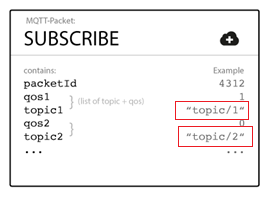 MQTT-Packet:
SUBSCRIBE
contains: Example
packetId 4312
qos1 1
topic1 } (list of topic + qos) "topic/1"
qos2 0
topic2 } "topic/2"
... ...